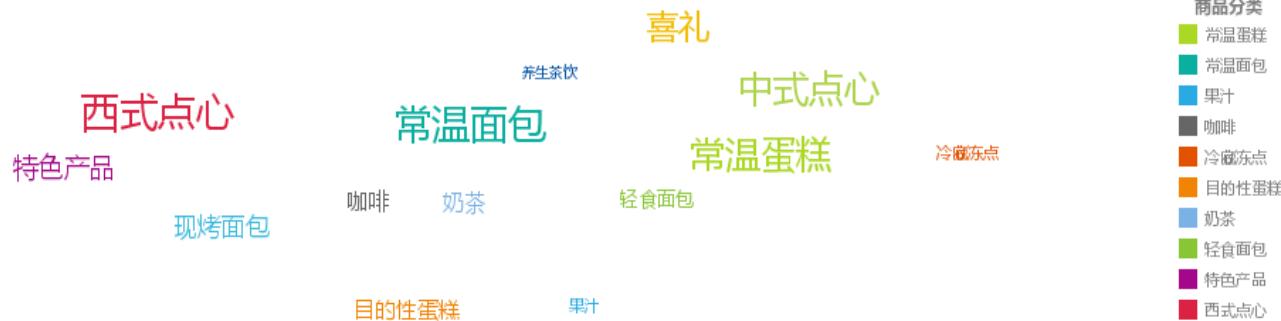 喜礼
养生茶饮
中式点心
西式点心
常温面包
常温蛋糕
冷藏冻点
特色产品
咖啡
奶茶
轻食面包
现烤面包
目的性蛋糕
果汁
商品分类
常温蛋糕
常温面包
果汁
咖啡
冷藏冻点
目的性蛋糕
奶茶
轻食面包
特色产品
西式点心